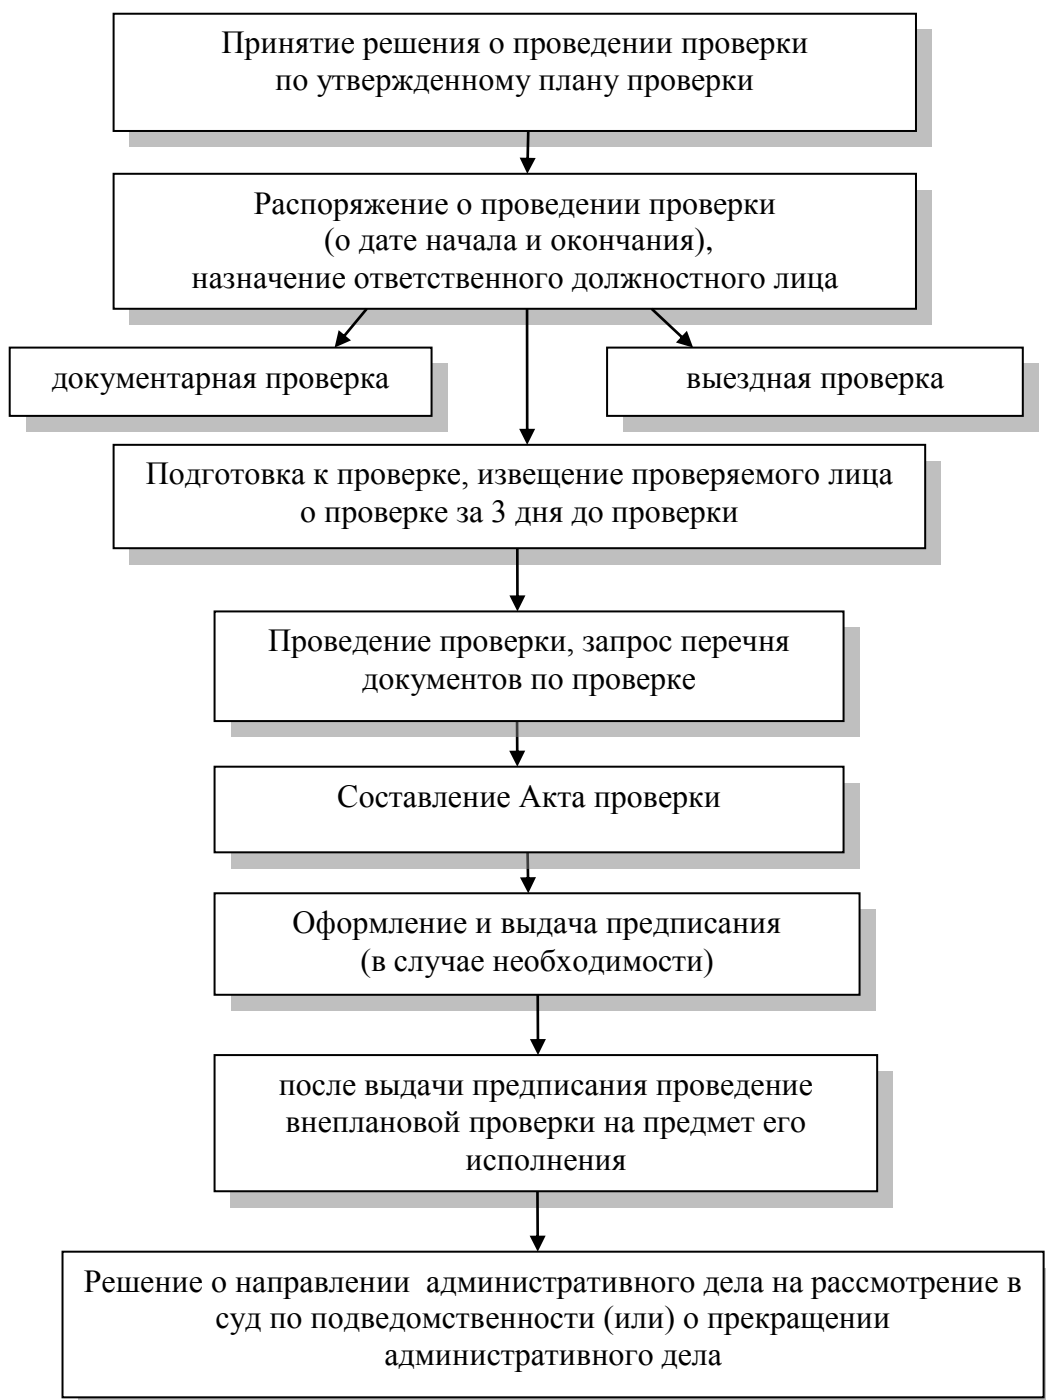 Принятие решения о проведении проверки
по утвержденному плану проверки
Распоряжение о проведении проверки
(о дате начала и окончания),
назначение ответственного должностного лица
документарная проверка
выездная проверка
Подготовка к проверке, извещение проверяемого лица
о проверке за 3 дня до проверки
Проведение проверки, запрос перечня
документов по проверке
Составление Акта проверки
Оформление и выдача предписания
(в случае необходимости)
после выдачи предписания проведение
внеплановой проверки на предмет его
исполнения
Решение о направлении административного дела на рассмотрение в
суд по подведомственности (или) о прекращении
административного дела